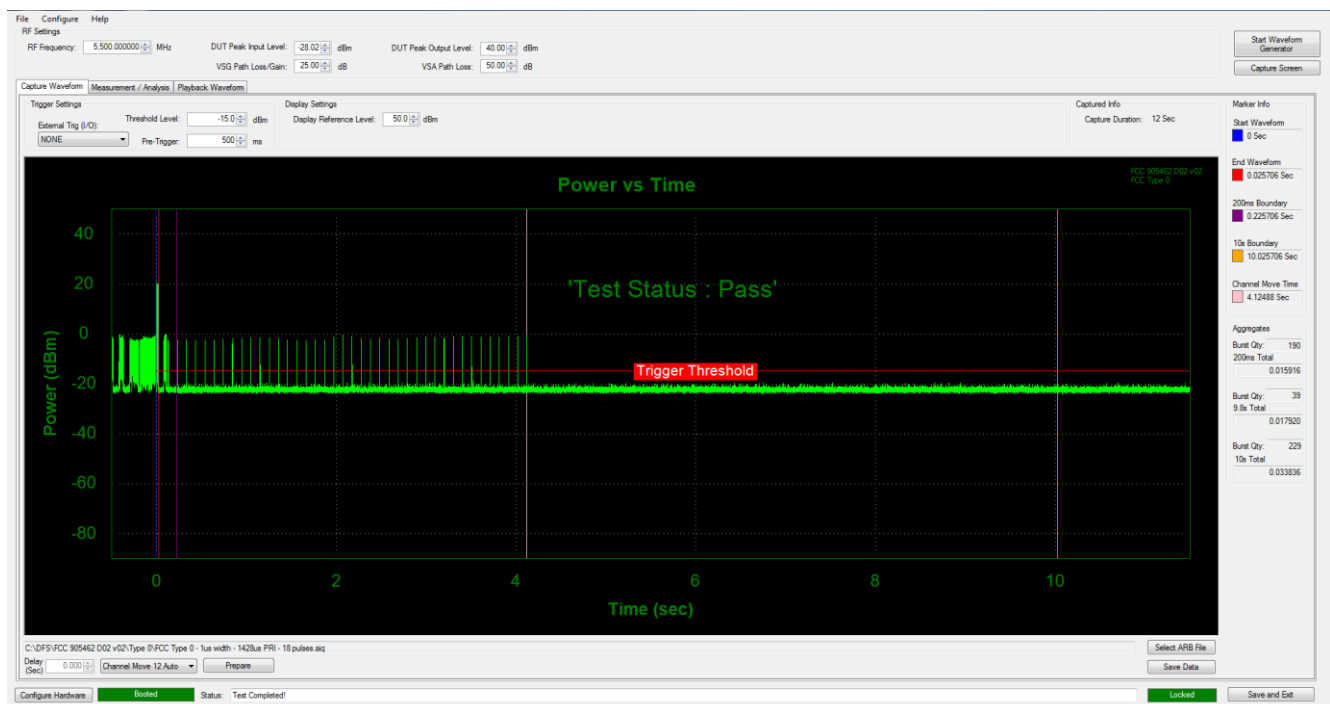 File Configure Help
RF Settings
RF Frequency: 5,500.000000 MHz DUT Peak Input Level: -28.02 dBm DUT Peak Output Level: 40.00 dBm
VSG Path Loss/Gain: 25.00 dB VSA Path Loss: 50.00 dB
Start Waveform
Generator
Capture Screen
Capture Waveform Measurement / Analysis Playback Waveform
Trigger Settings
External Trig (I/O):
NONE
Threshold Level: -15.0 dBm
Pre-Trigger: 500 ms
Display Settings
Display Reference Level: 50.0 dBm
Captured Info
Capture Duration: 12 Sec
Marker Info
Start Waveform
0 Sec
End Waveform
0.025706 Sec
200ms Boundary
0.225706 Sec
10s Boundary
10.025706 Sec
Channel Move Time
4.12488 Sec
Aggregates
Burst Qty: 190
200ms Total
0.015916
Burst Qty: 39
9.8s Total
0.017920
Burst Qty: 229
10s Total
0.033836
Power vs Time
FCC 905462 D02 v02
FCC Type 0
'Test Status : Pass'
Trigger Threshold
Power (dBm)
40
20
0
-20
-40
-60
-80
0 2 4 6 8 10
Time (sec)
C:\DFS\FCC 905462 D02 v02\Type 0\FCC Type 0 - 1us width - 1428us PRI - 18 pulses.aiq
Select ARB File
Delay
(Sec) 0.000 Channel Move 12 Auto Prepare
Save Data
Configure Hardware Booted Status: Test Completed! Locked Save and Exit